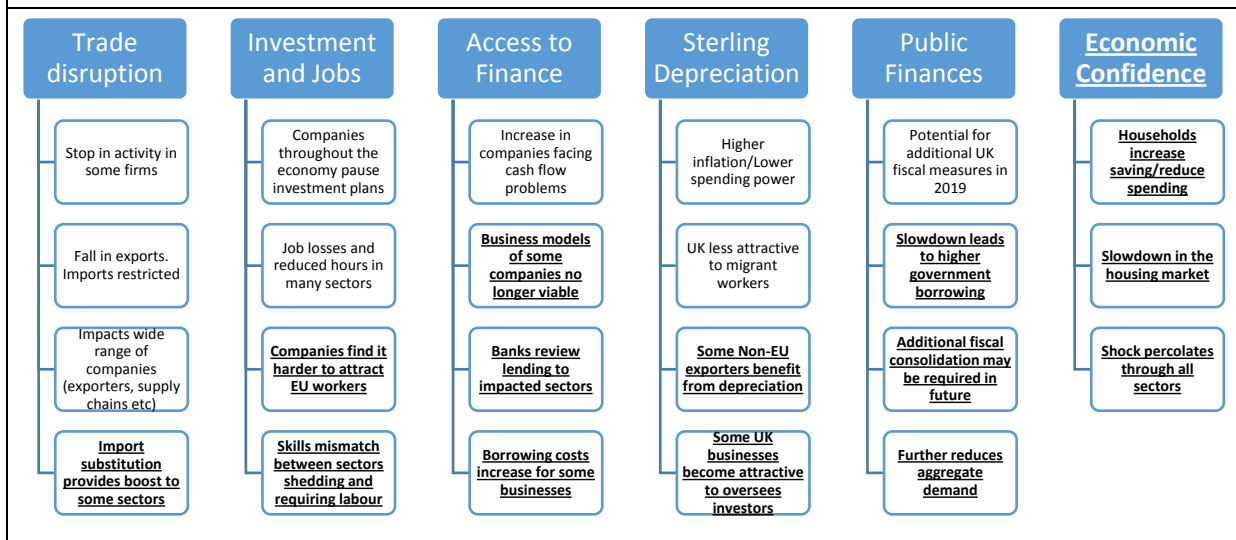 Trade
disruption
Stop in activity in
some firms
Fall in exports.
Imports restricted
Impacts wide
range of
companies
(exporters, supply
chains etc)
Import
substitution
provides boost to
some sectors
Investment
and Jobs
Companies
throughout the
economy pause
investment plans
Job losses and
reduced hours in
many sectors
Companies find it
harder to attract
EU workers
Skills mismatch
between sectors
shedding and
requiring labour
Access to
Finance
Increase in
companies facing
cash flow
problems
Business models
of some
companies no
longer viable
Banks review
lending to
impacted sectors
Borrowing costs
increase for some
businesses
Sterling
Depreciation
Higher
inflation/Lower
spending power
UK less attractive
to migrant
workers
Some Non-EU
exporters benefit
from depreciation
Some UK
businesses
become attractive
to oversees
investors
Public
Finances
Potential for
additional UK
fiscal measures in
2019
Slowdown leads
to higher
government
borrowing
Additional fiscal
consolidation may
be required in
future
Further reduces
aggregate
demand
Economic
Confidence
Households
increase
saving/reduce
spending
Slowdown in the
housing market
Shock percolates
through all
sectors